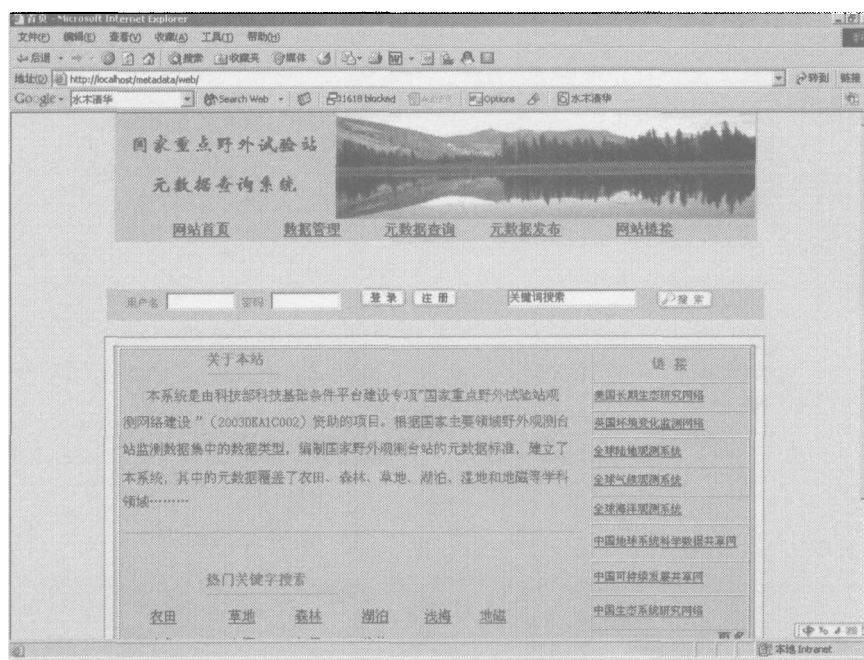 首页 - Microsoft Internet Explorer
文件(F) 编辑(E) 查看(V) 收藏(A) 工具(T) 帮助(H)
后退 搜索 收藏夹 媒体
地址(D) http://localhost/metadata/web/ 转到 链接
Google 水木清华 Search Web 1618 blocked Options 水木清华
国家重点野外试验站
元数据查询系统
网站首页 数据管理 元数据查询 元数据发布 网站链接
用户名 密码 登录 注册 关键词搜索 搜索
关于本站
本系统是由科技部科技基础条件平台建设专项"国家重点野外试验站观
测网络建设"(2003DEA1C002)资助的项目。根据国家主要领域野外观测台
站监测数据集中的数据类型，编制国家野外观测台站的元数据标准，建立了
本系统，其中的元数据覆盖了农田、森林、草地、湖泊、湿地和地磁等学科
领域………
热门关键字搜索
农田 草地 森林 湖泊 浅海 地磁
链接
美国长期生态研究网络
英国环境变化监测网络
全球陆地观测系统
全球气候观测系统
全球海洋观测系统
中国地球系统科学数据共享网
中国可持续发展共享网
中国生态系统研究网络
本地 Intranet